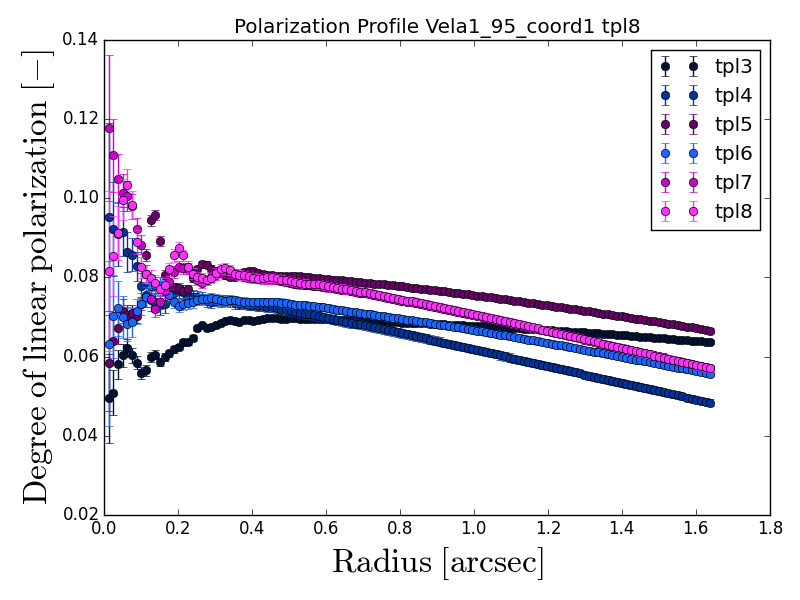 Polarization Profile Vela1_95_coord1 tpl8
0.14
0.12
0.10
0.08
0.06
0.04
0.02
Degree of linear polarization [−]
tpl3
tpl4
tpl5
tpl6
tpl7
tpl8
0.0 0.2 0.4 0.6 0.8 1.0 1.2 1.4 1.6 1.8
Radius [arcsec]